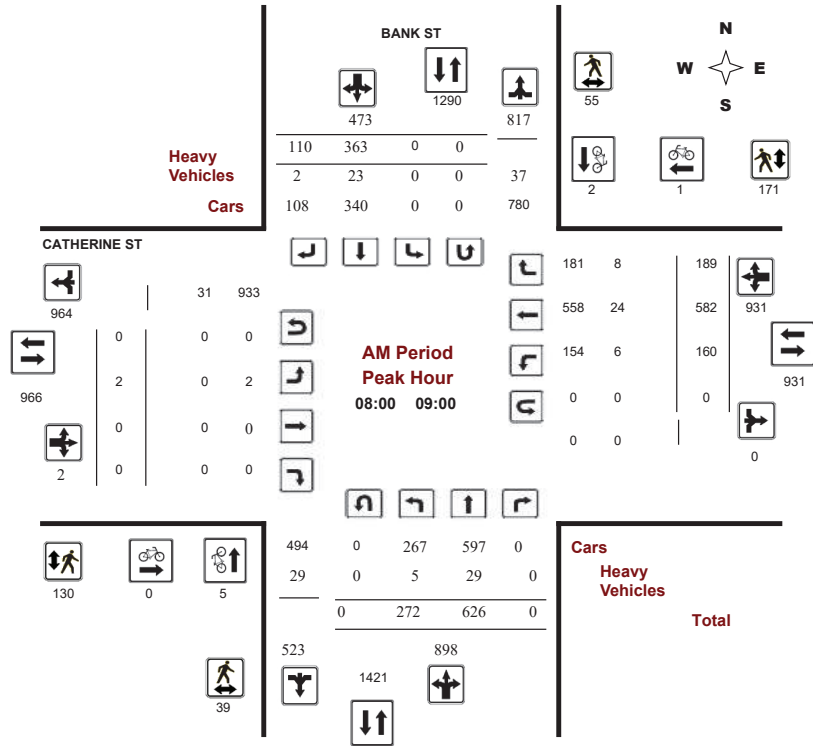 BANK ST
N
W E
S
1290
55
473 817
110 363 0 0
Heavy
Vehicles
2 23 0 0 37
Cars 108 340 0 0 780
2 1 171
CATHERINE ST
964
31 933
0 0 0
966
2 0 2
0 0 0
2
0 0 0
AM Period
Peak Hour
08:00 09:00
181 8 189
931
558 24 582
154 6 160
931
0 0 0
0 0
0
130 0 5
39
494 0 267 597 0 Cars
29 0 5 29 0 Heavy
Vehicles
0 272 626 0 Total
523 898
1421